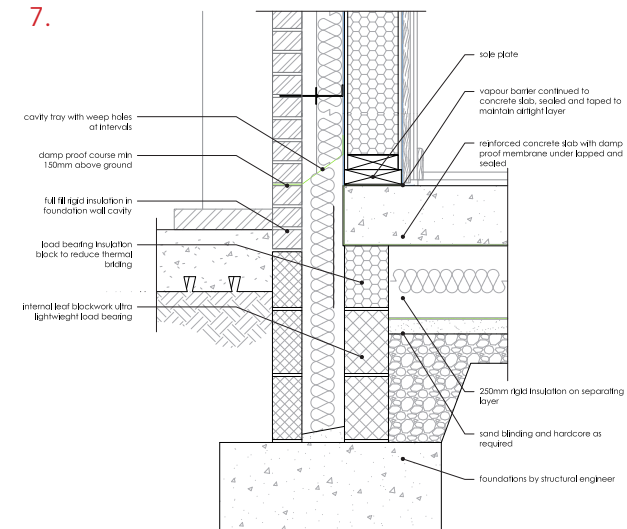 7.
cavity tray with weep holes
at intervals
damp proof course min
150mm above ground
full fill rigid insulation in
foundation wall cavity
load bearing insulation
block to reduce thermal
briding
internal leaf blockwork ultra
lightwieght load bearing
sole plate
vapour barrier continued to
concrete slab, sealed and taped to
maintain airtight layer
reinforced concrete slab with damp
proof membrane under lapped and
sealed
250mm rigid insulation on separating
layer
sand blinding and hardcore as
required
foundations by structural engineer